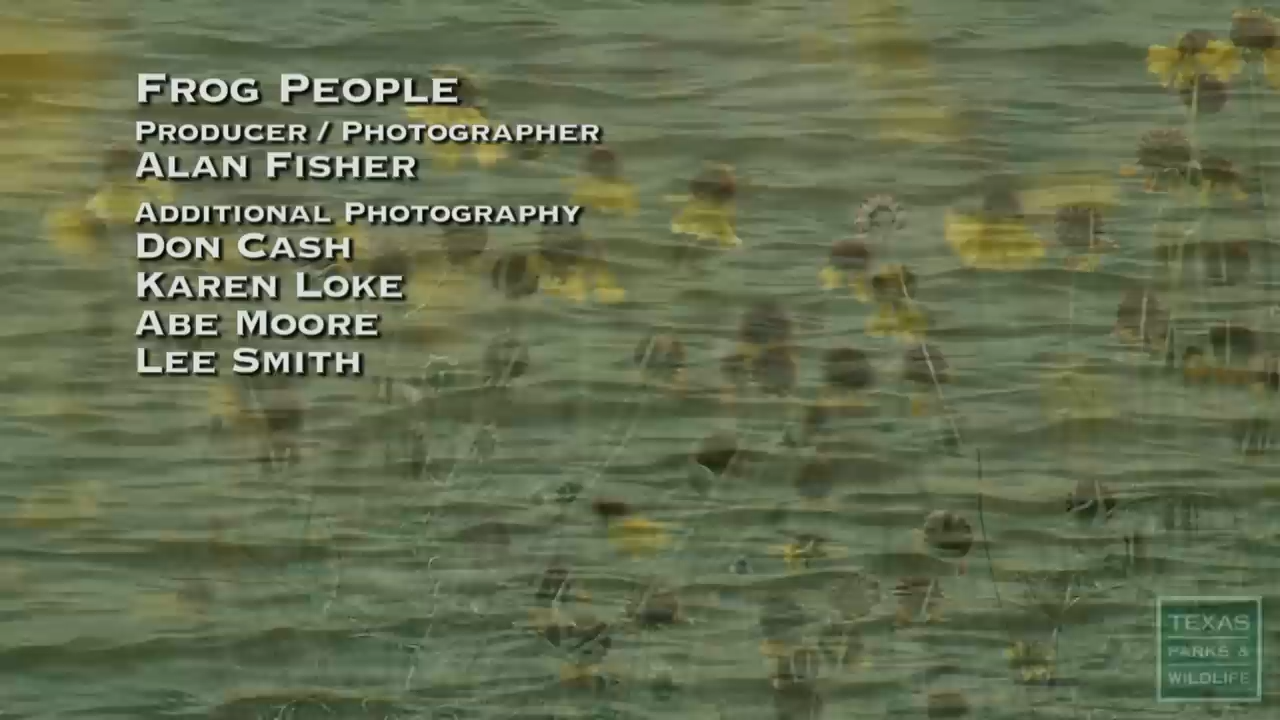 Frog People
Producer / Photographer
Alan Fisher
Additional Photography
Don Cash
Karen Loke
Abe Moore
Lee Smith
TEXAS
PARKS &
WILDLIFE